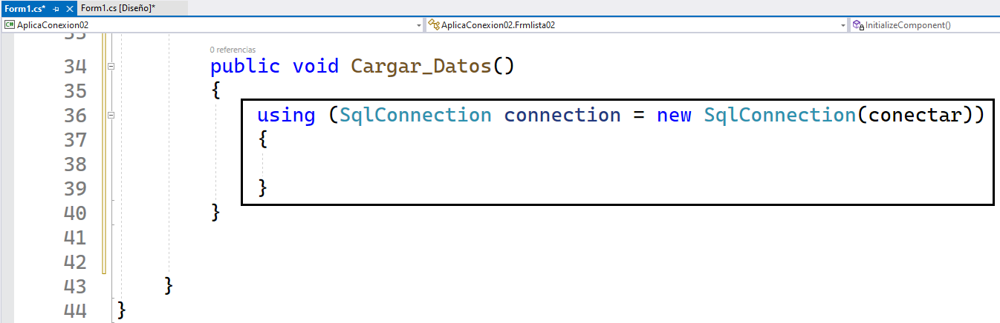 Form1.cs* Form1.cs [Diseño]*
C# AplicaConexion02 AplicaConexion02.Frmlista02 InitializeComponent()
33
0 referencias
34 public void Cargar_Datos()
35 {
36 using (SqlConnection connection = new SqlConnection(conectar))
37 {
38
39 }
40 }
41
42
43 }
44 }